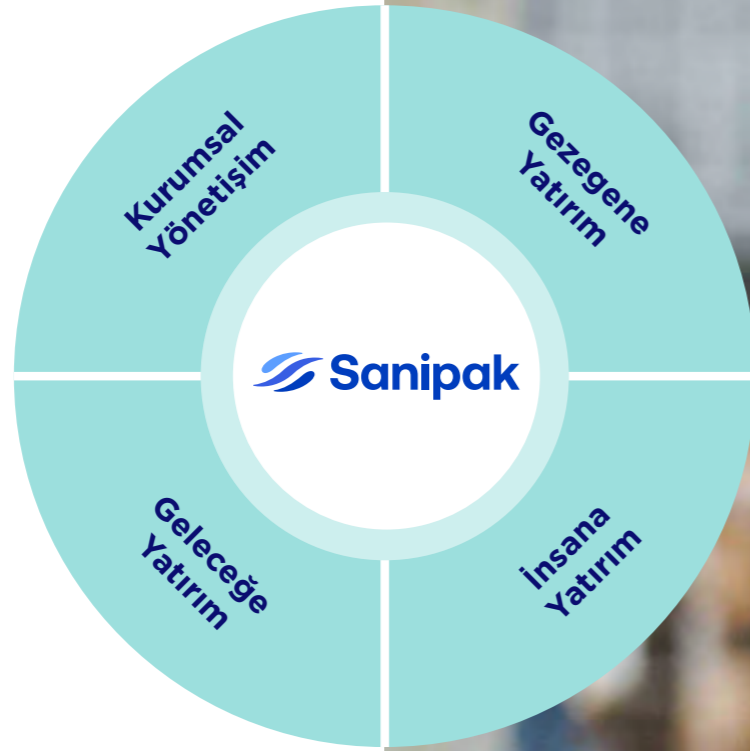 Kurumsal
Yönetişim
Gezegene
Yatırım
Sanipak
Geleceğe
Yatırım
İnsana
Yatırım